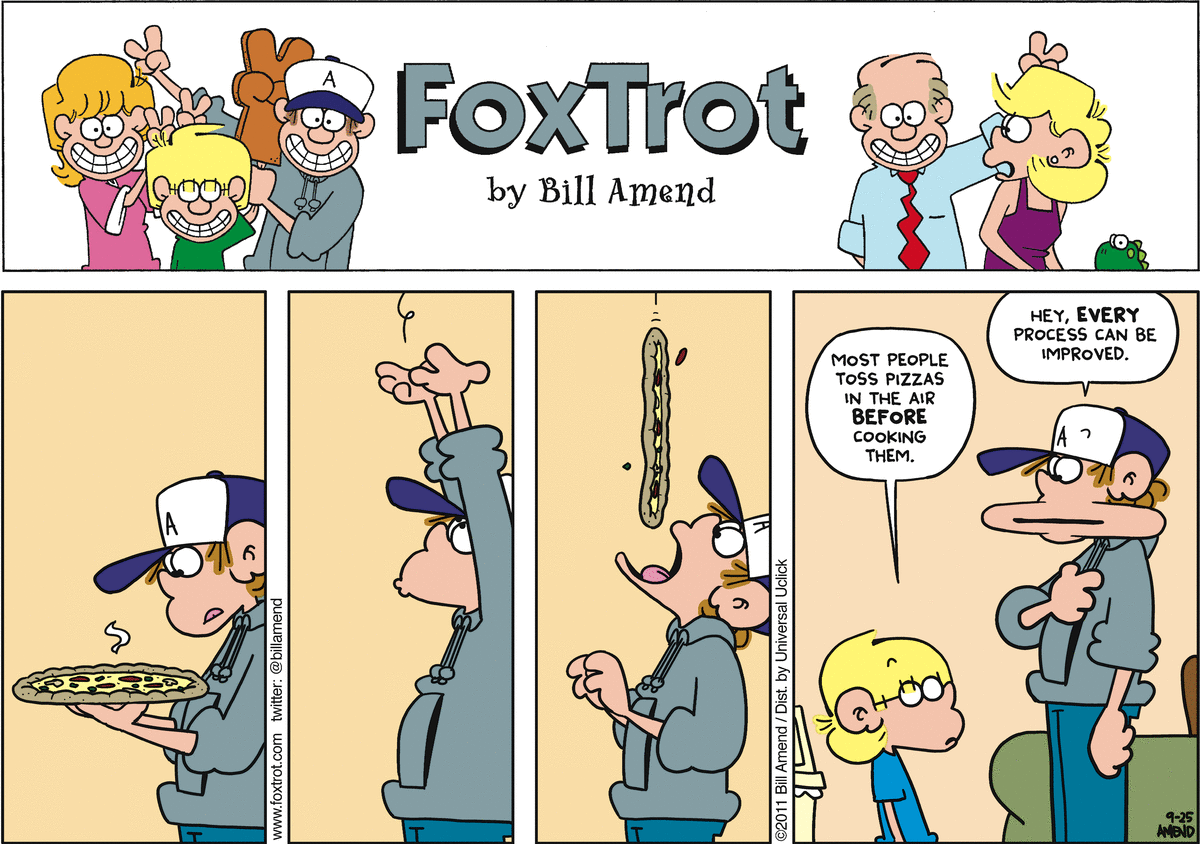 A
FoxTrot
by Bill Amend
A
www.foxtrot.com twitter: @billamend
A
©2011 Bill Amend / Dist. by Universal Uclick
MOST PEOPLE
TOSS PIZZAS
IN THE AIR
BEFORE
COOKING
THEM.
HEY, EVERY
PROCESS CAN BE
IMPROVED.
A
9-25
AMEND